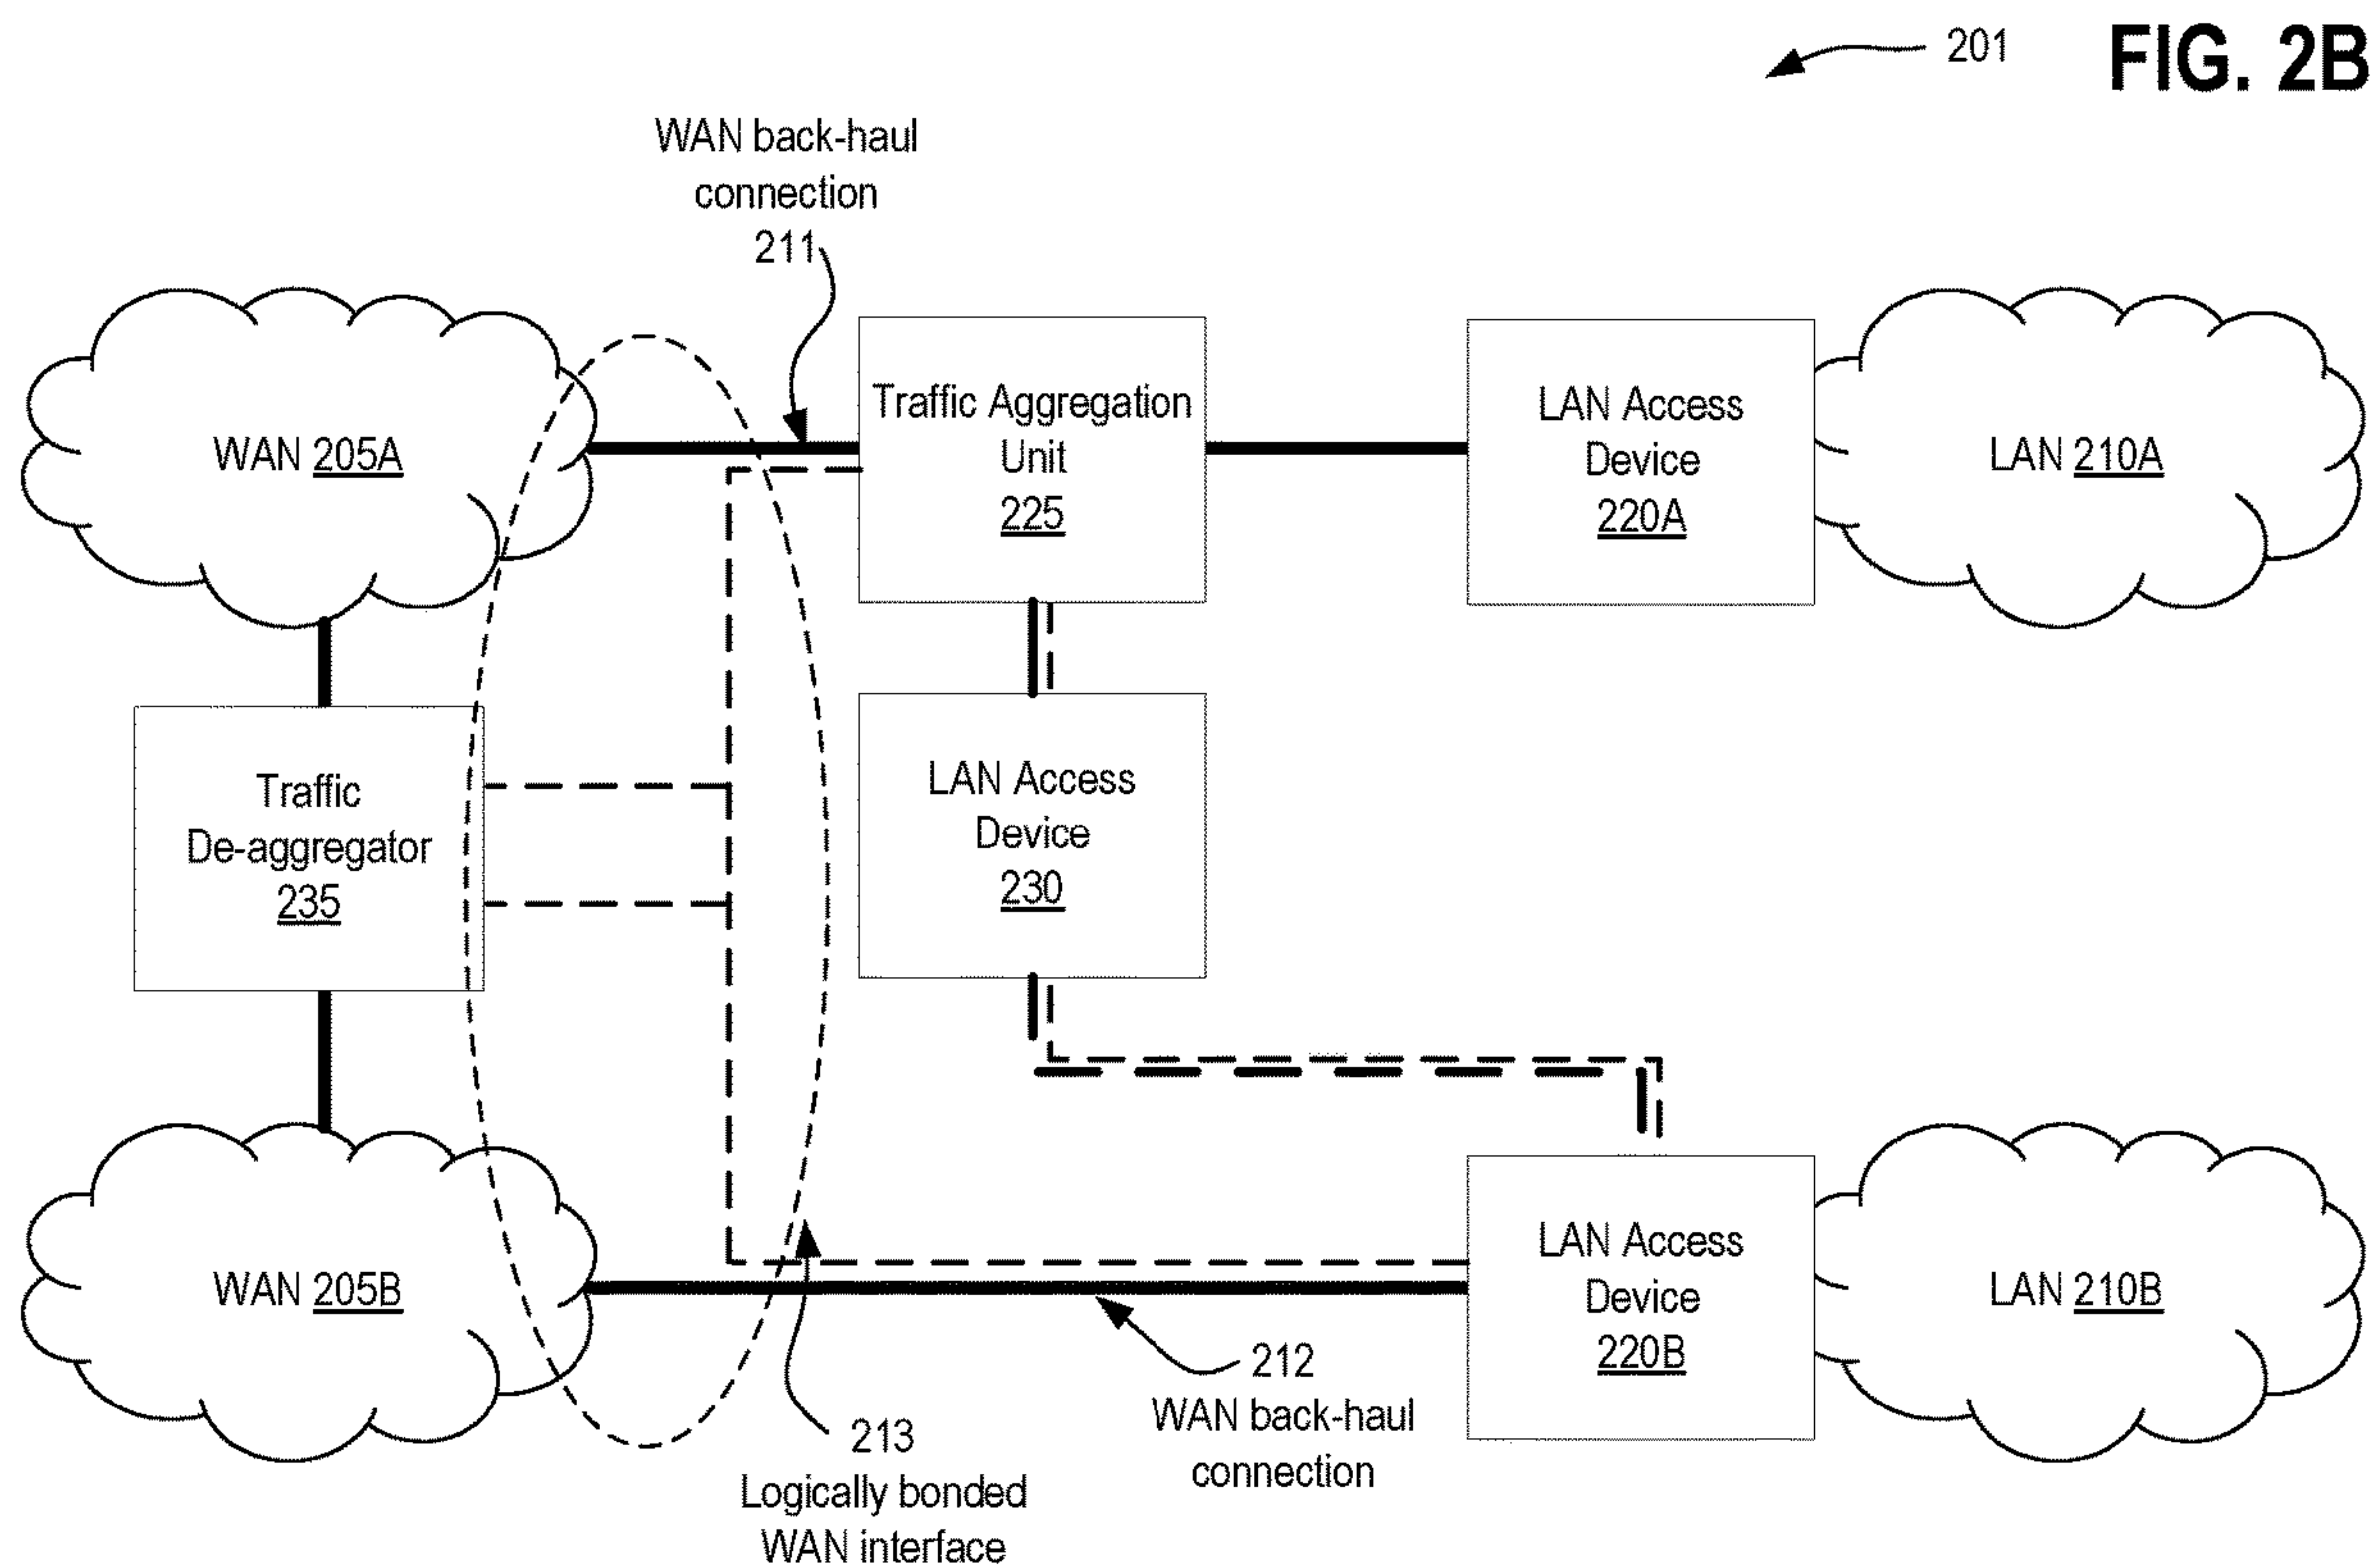 201
FIG. 2B
WAN back-haul
connection
211
WAN 205A
Traffic Aggregation
Unit
225
LAN Access
Device
220A
LAN 210A
Traffic
De-aggregator
235
LAN Access
Device
230
WAN 205B
LAN Access
Device
220B
LAN 210B
212
WAN back-haul
connection
213
Logically bonded
WAN interface